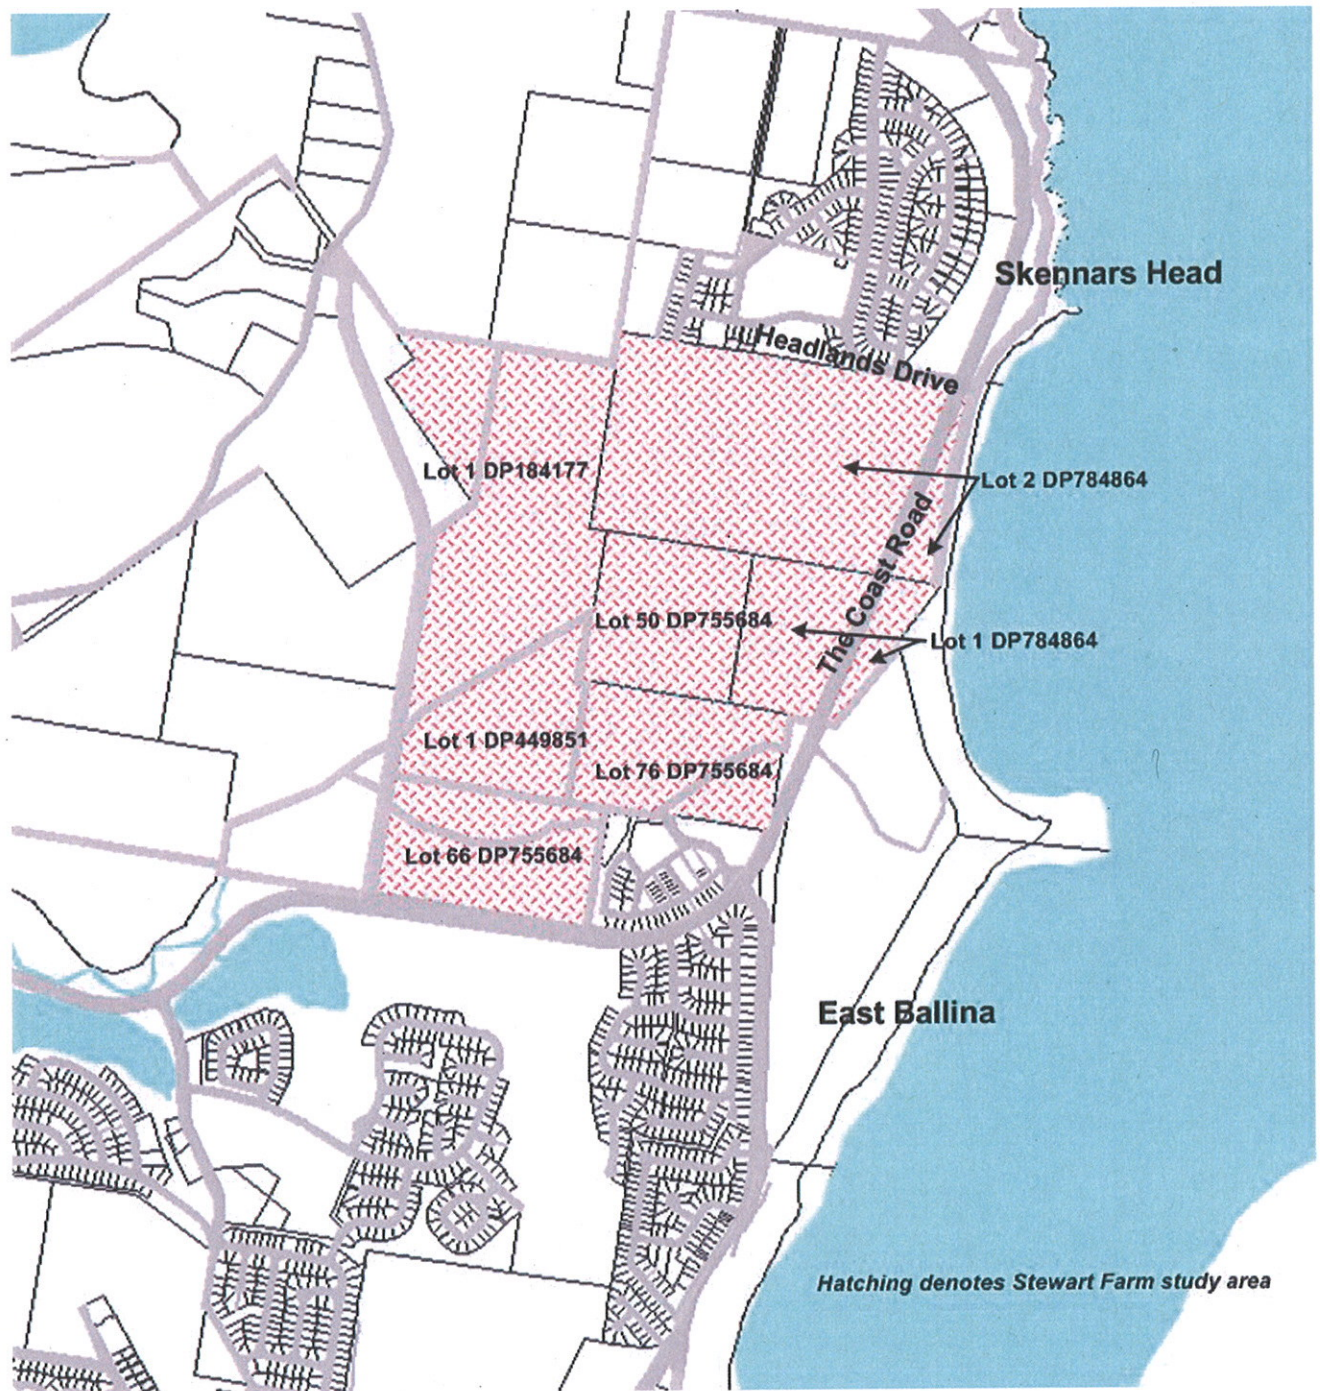 Skennars Head
Headlands Drive
Lot 1 DP184177
Lot 2 DP784864
The Coast Road
Lot 50 DP755684
Lot 1 DP784864
Lot 1 DP449851
Lot 76 DP755684
Lot 66 DP755684
East Ballina
Hatching denotes Stewart Farm study area